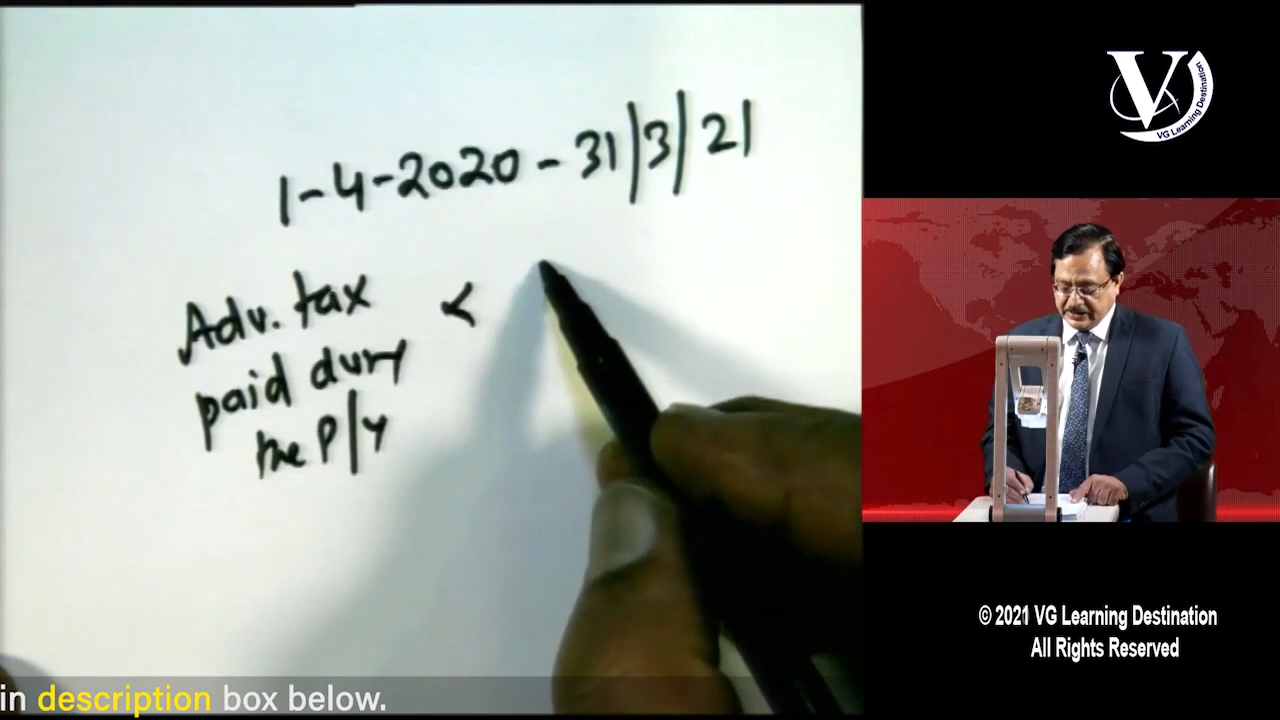 1-4-2020 - 31/3/21
Adv. tax <
paid dury
the P/Y
V
VG Learning Destination
© 2021 VG Learning Destination
All Rights Reserved
in description box below.